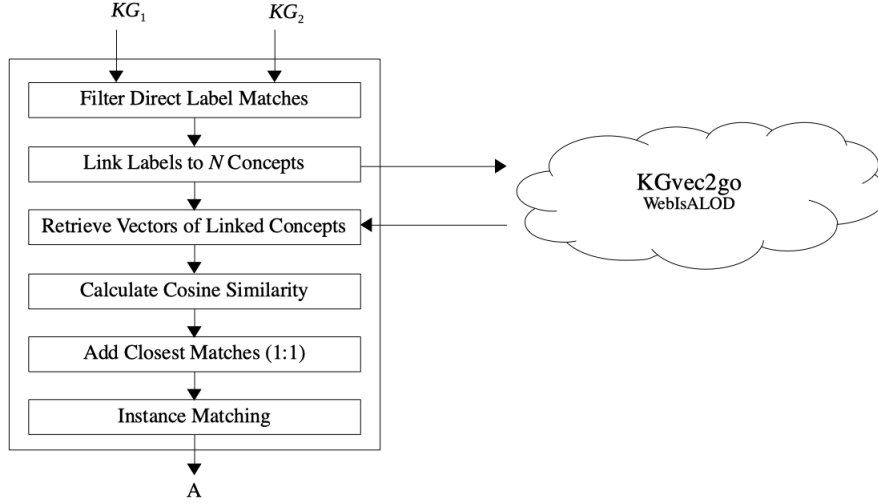 KG₁ KG₂
Filter Direct Label Matches
Link Labels to N Concepts
KGvec2go
WebIsALOD
Retrieve Vectors of Linked Concepts
Calculate Cosine Similarity
Add Closest Matches (1:1)
Instance Matching
A